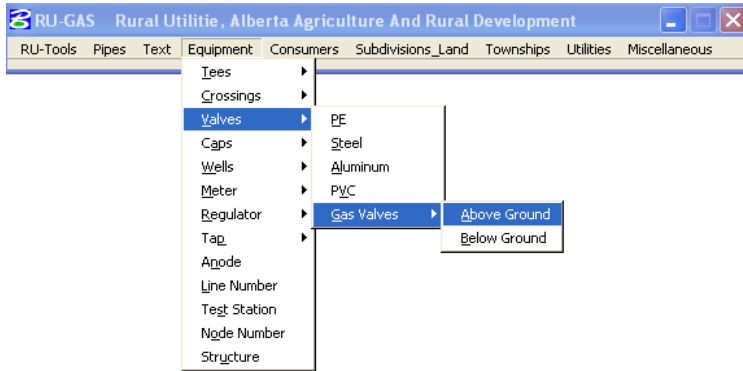 RU-GAS Rural Utilitie, Alberta Agriculture And Rural Development
RU-Tools Pipes Text Equipment Consumers Subdivisions_Land Townships Utilities Miscellaneous
Tees
Crossings
Valves PE
Caps Steel
Wells Aluminum
Meter PVC
Regulator Gas Valves Above Ground
Tap Below Ground
Anode
Line Number
Test Station
Node Number
Structure